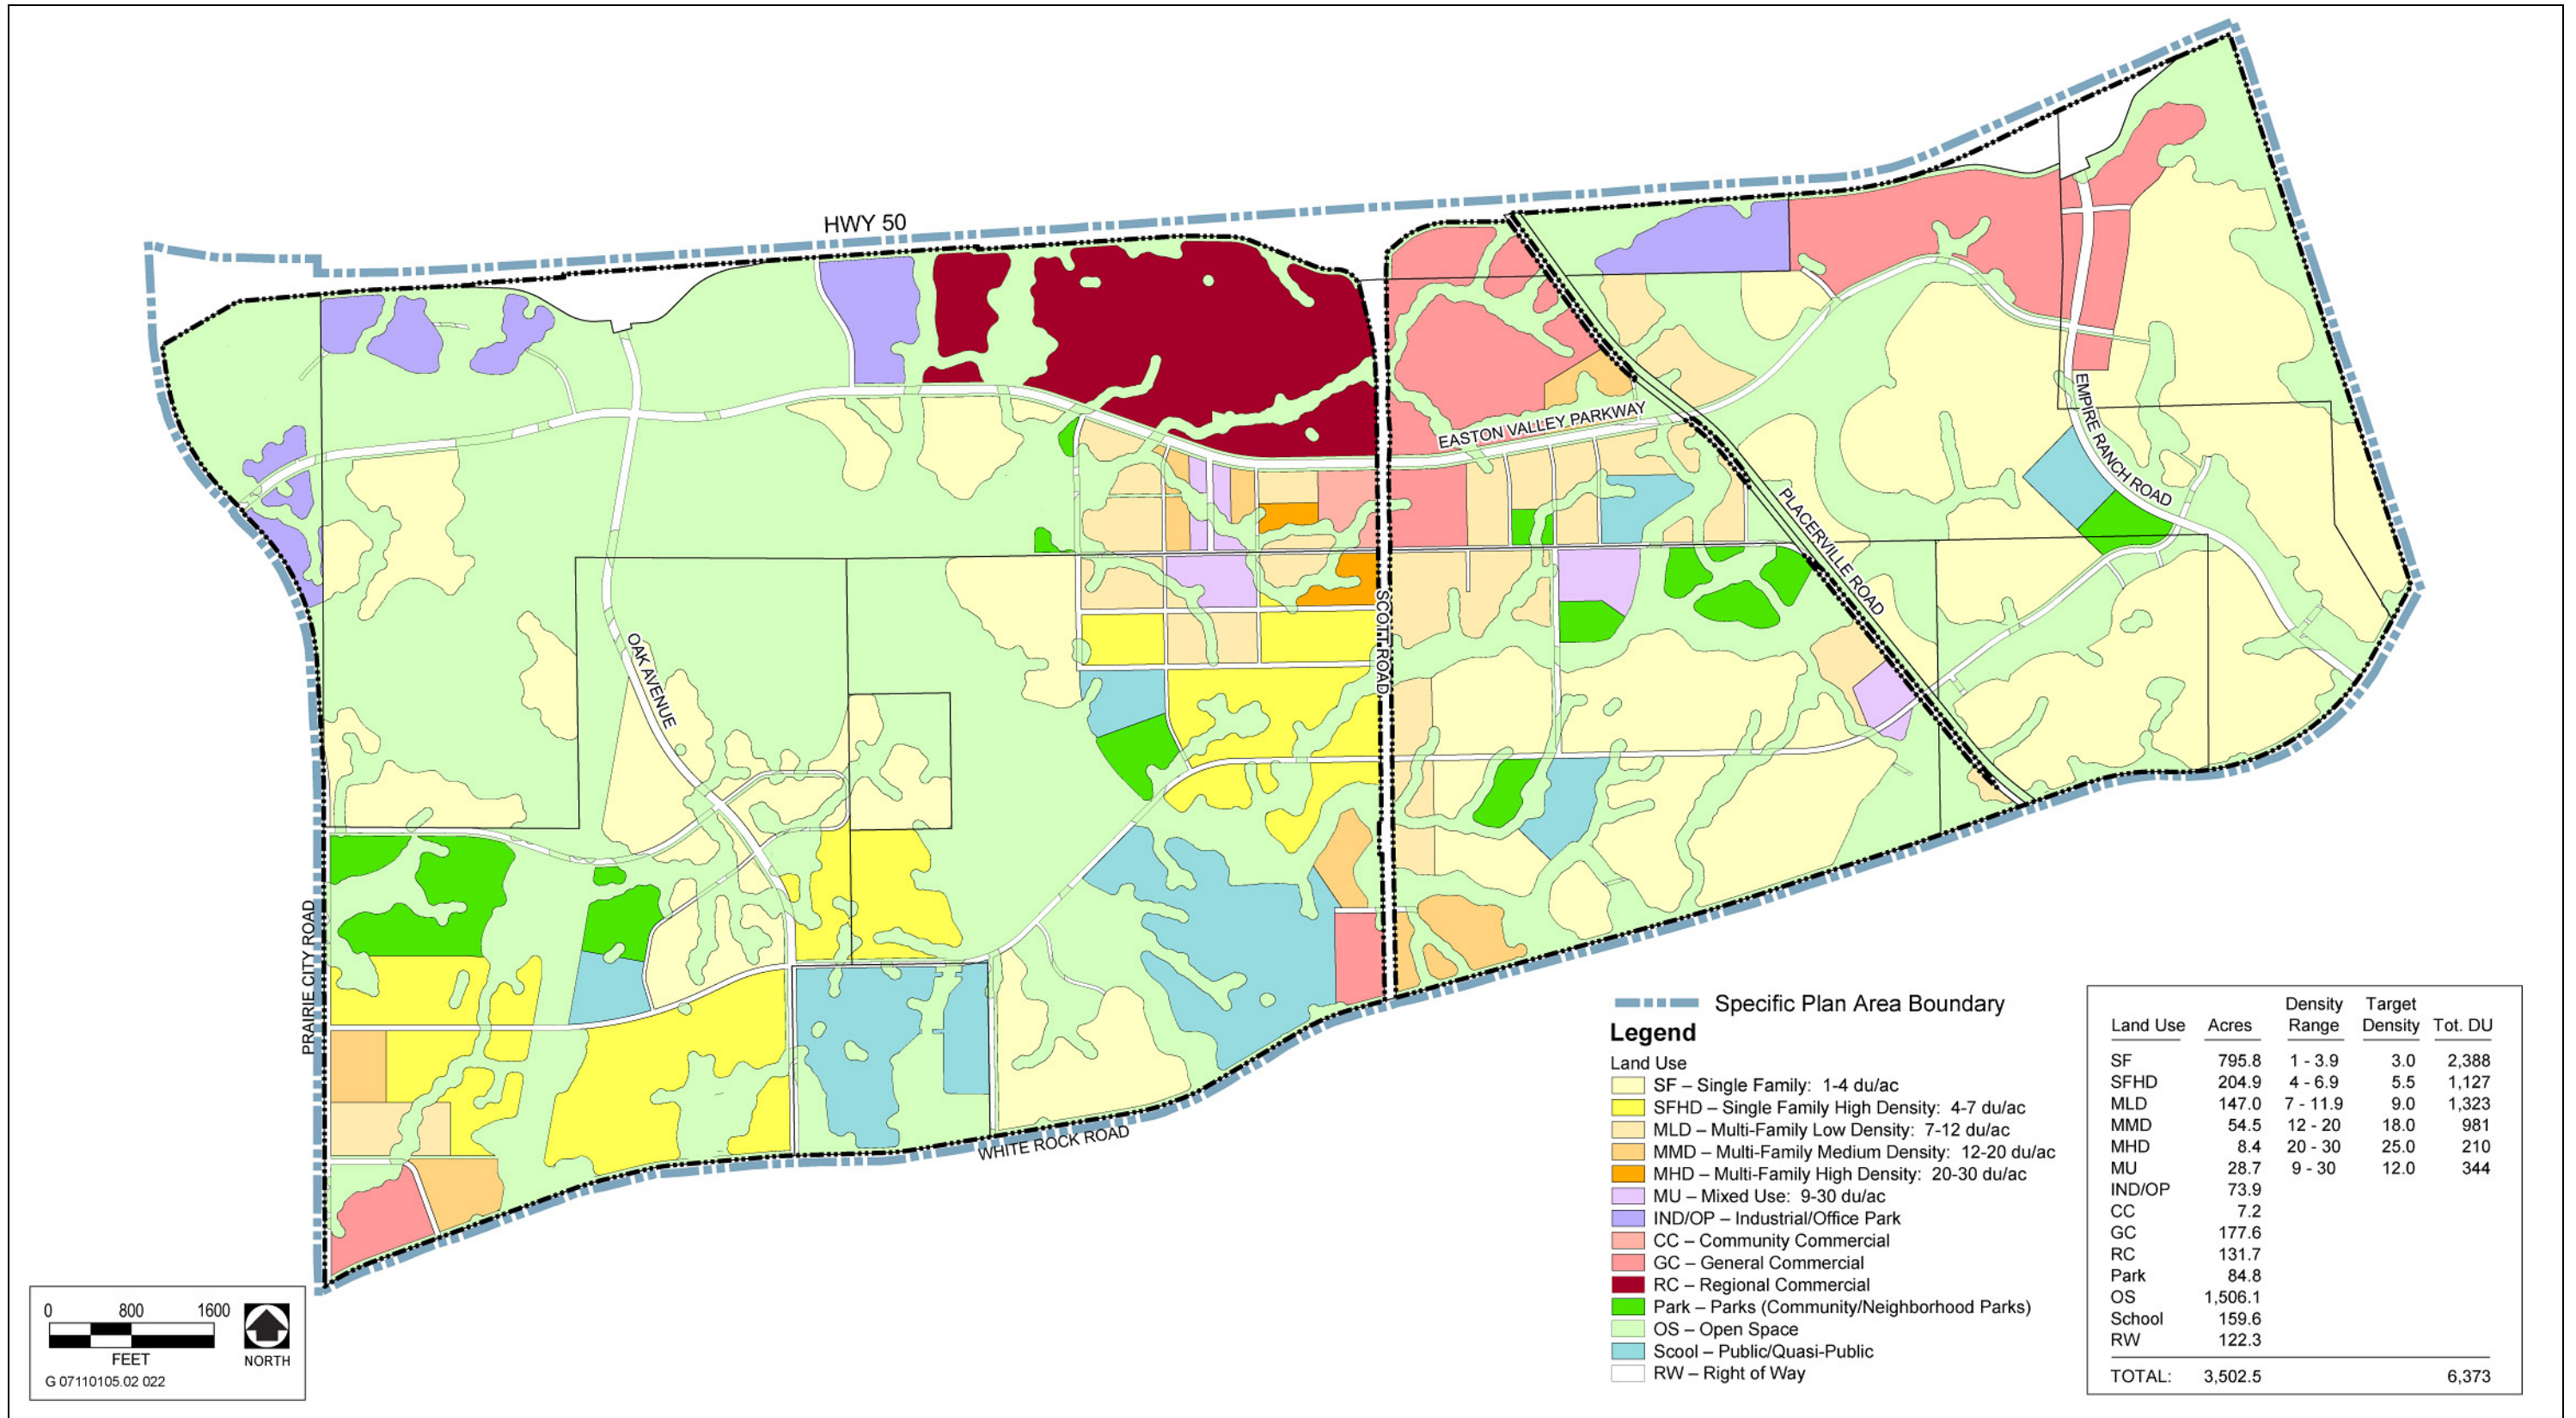 HWY 50
EASTON VALLEY PARKWAY
EMPIRE RANCH ROAD
PLACERVILLE ROAD
SCOTT ROAD
OAK AVENUE
PRAIRIE CITY ROAD
WHITE ROCK ROAD
Specific Plan Area Boundary
Legend
Land Use
SF – Single Family: 1-4 du/ac
SFHD – Single Family High Density: 4-7 du/ac
MLD – Multi-Family Low Density: 7-12 du/ac
MMD – Multi-Family Medium Density: 12-20 du/ac
MHD – Multi-Family High Density: 20-30 du/ac
MU – Mixed Use: 9-30 du/ac
IND/OP – Industrial/Office Park
CC – Community Commercial
GC – General Commercial
RC – Regional Commercial
Park – Parks (Community/Neighborhood Parks)
OS – Open Space
Scool – Public/Quasi-Public
RW – Right of Way
Density Target
Land Use Acres Range Density Tot. DU
SF 795.8 1 - 3.9 3.0 2,388
SFHD 204.9 4 - 6.9 5.5 1,127
MLD 147.0 7 - 11.9 9.0 1,323
MMD 54.5 12 - 20 18.0 981
MHD 8.4 20 - 30 25.0 210
MU 28.7 9 - 30 12.0 344
IND/OP 73.9
CC 7.2
GC 177.6
RC 131.7
Park 84.8
OS 1,506.1
School 159.6
RW 122.3
TOTAL: 3,502.5 6,373
0 800 1600
FEET
NORTH
G 07110105.02 022